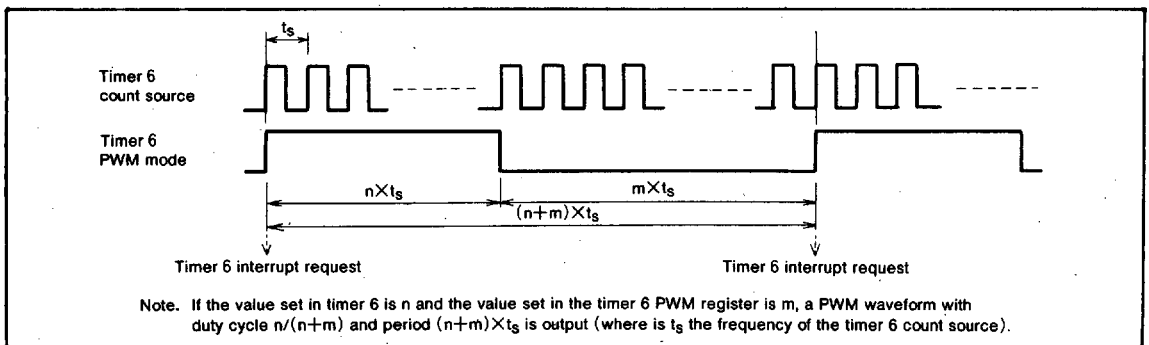 tₛ
Timer 6
count source
Timer 6
PWM mode
n×tₛ
m×tₛ
(n+m)×tₛ
Timer 6 interrupt request
Timer 6 interrupt request
Note. If the value set in timer 6 is n and the value set in the timer 6 PWM register is m, a PWM waveform with
duty cycle n/(n+m) and period (n+m)×tₛ is output (where is tₛ the frequency of the timer 6 count source).